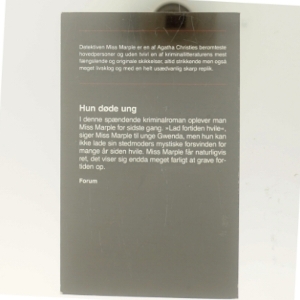 Detektiven Miss Marple er en af Agatha Christies berømteste
hovedpersoner og uden tvivl en af kriminallitteraturens mest
fængslende og originale skikkelser, altid strikkende men også
meget livsklog og med en helt usædvanlig skarp replik.
Hun døde ung
I denne spændende kriminalroman oplever man
Miss Marple for sidste gang. »Lad fortiden hvile«,
siger Miss Marple til unge Gwenda, men hun kan
ikke lade sin stedmoders mystiske forsvinden for
mange år siden hvile. Miss Marple får naturligvis
ret, det viser sig endda meget farligt at grave for-
tiden op.
Forum